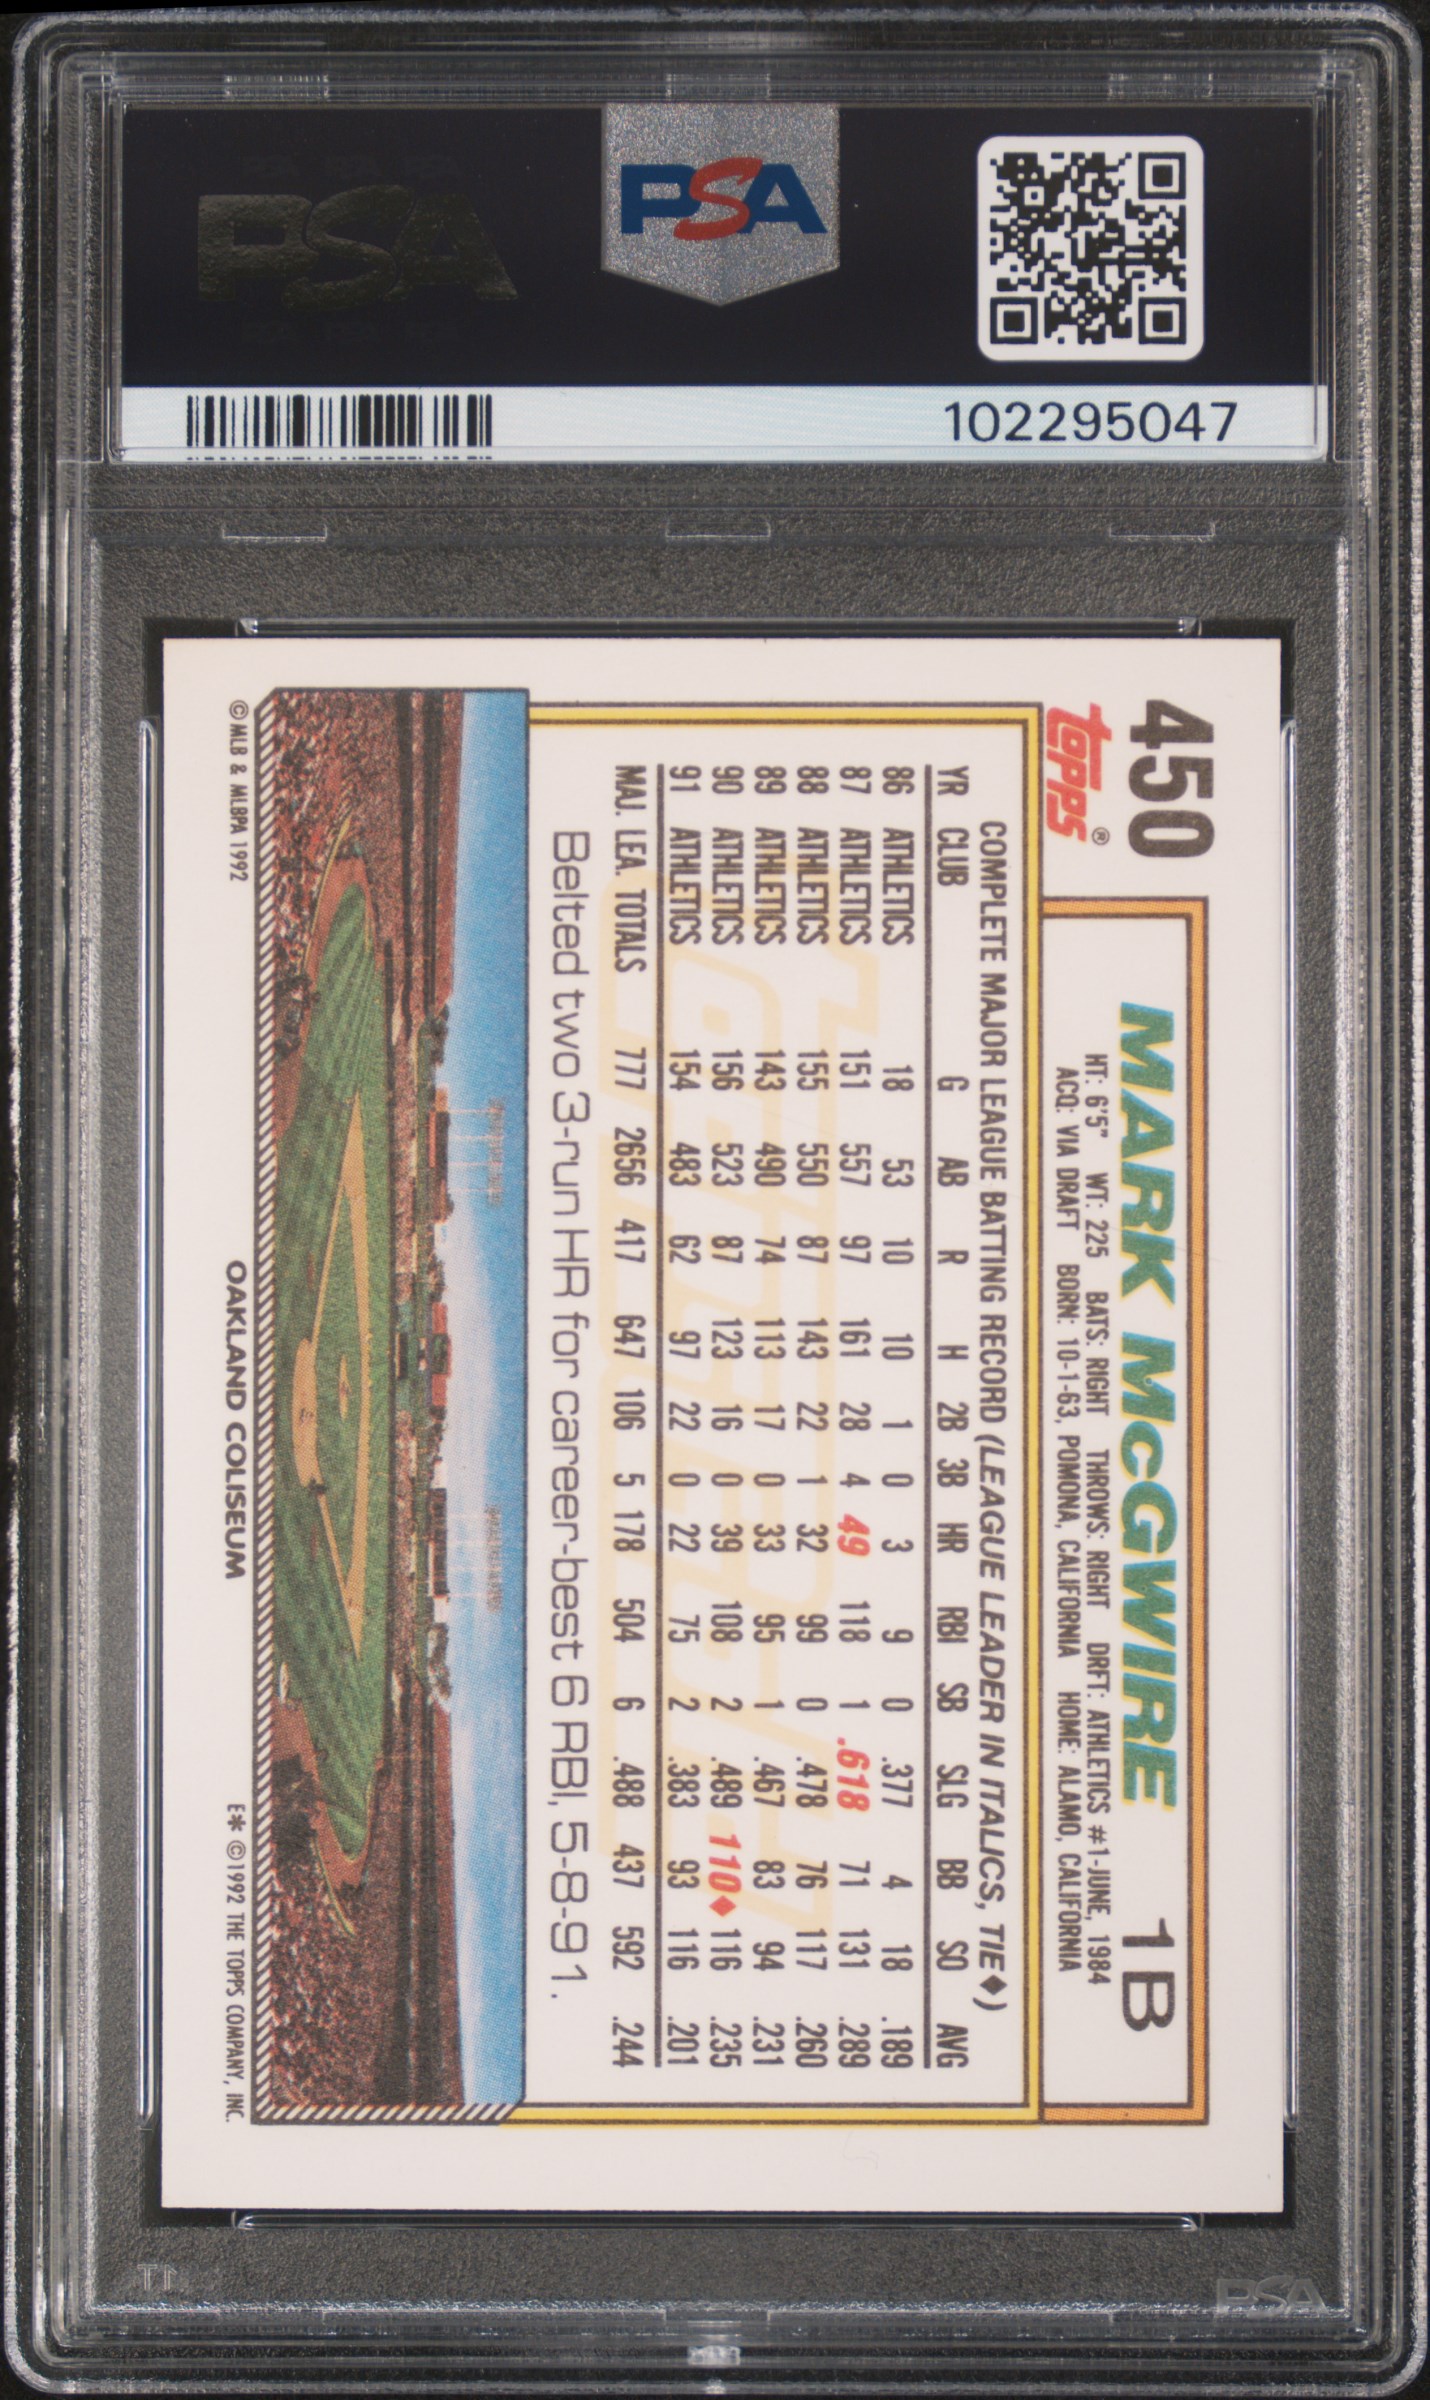 PSA
PSA
102295047
450
Topps®
MARK McGWIRE 1B
HT: 6'5" WT: 225 BATS: RIGHT THROWS: RIGHT DRFT: ATHLETICS #1-JUNE, 1984
ACQ: VIA DRAFT BORN: 10-1-63, POMONA, CALIFORNIA HOME: ALAMO, CALIFORNIA
COMPLETE MAJOR LEAGUE BATTING RECORD (LEAGUE LEADER IN ITALICS, TIE♦)
YR CLUB G AB R H 2B 3B HR RBI SB SLG BB SO AVG
86 ATHLETICS 18 53 10 10 1 0 3 9 0 .377 4 18 .189
87 ATHLETICS 151 557 97 161 28 4 49 118 1 .618 71 131 .289
88 ATHLETICS 155 550 87 143 22 1 32 99 0 .478 76 117 .260
89 ATHLETICS 143 490 74 113 17 0 33 95 1 .467 83 94 .231
90 ATHLETICS 156 523 87 123 16 0 39 108 2 .489 110♦ 116 .235
91 ATHLETICS 154 483 62 97 22 0 22 75 2 .383 93 116 .201
MAJ. LEA. TOTALS 777 2656 417 647 106 5 178 504 6 .488 437 592 .244
Belted two 3-run HR for career-best 6 RBI, 5-8-91.
© MLB & MLBPA 1992
OAKLAND COLISEUM
E* ©1992 THE TOPPS COMPANY, INC.
PSA